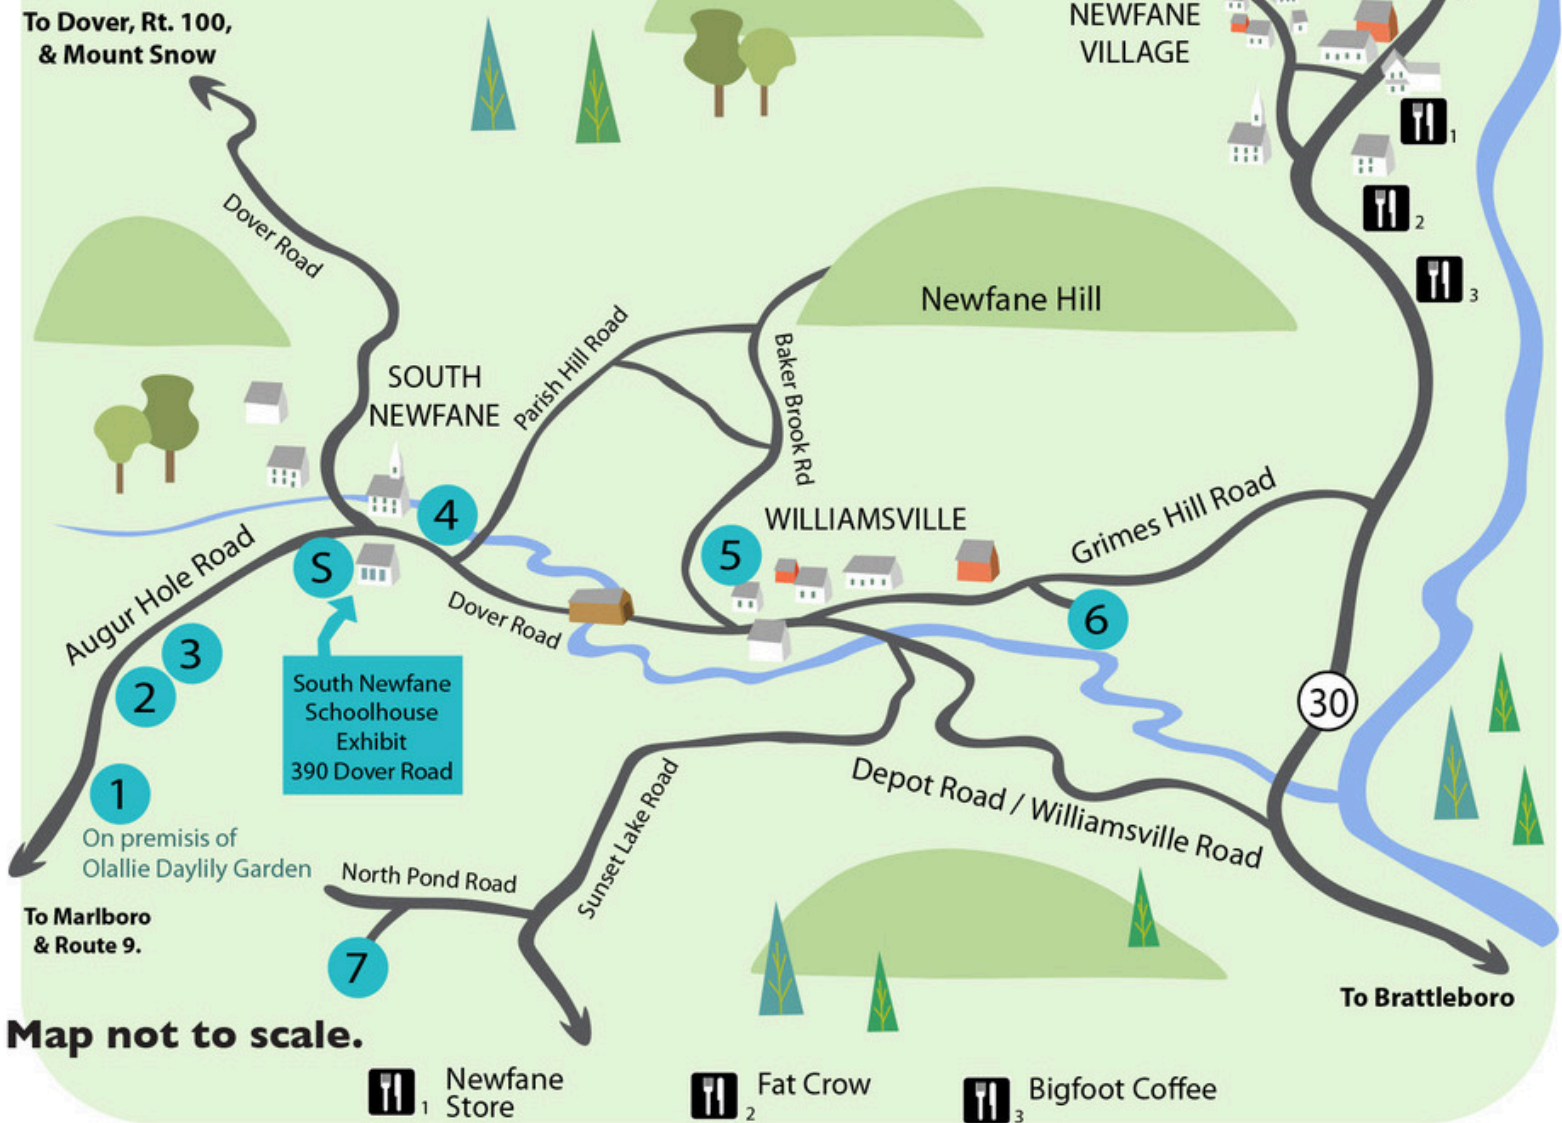 To Dover, Rt. 100,
& Mount Snow
NEWFANE
VILLAGE
1
2
3
Dover Road
Newfane Hill
Parish Hill Road
Baker Brook Rd
SOUTH
NEWFANE
4
WILLIAMSVILLE
5
Grimes Hill Road
6
Augur Hole Road
S
Dover Road
3
2
South Newfane
Schoolhouse
Exhibit
390 Dover Road
30
1
On premisis of
Olallie Daylily Garden
Depot Road / Williamsville Road
Sunset Lake Road
North Pond Road
To Marlboro
& Route 9.
7
To Brattleboro
Map not to scale.
1 Newfane
Store
2 Fat Crow
3 Bigfoot Coffee